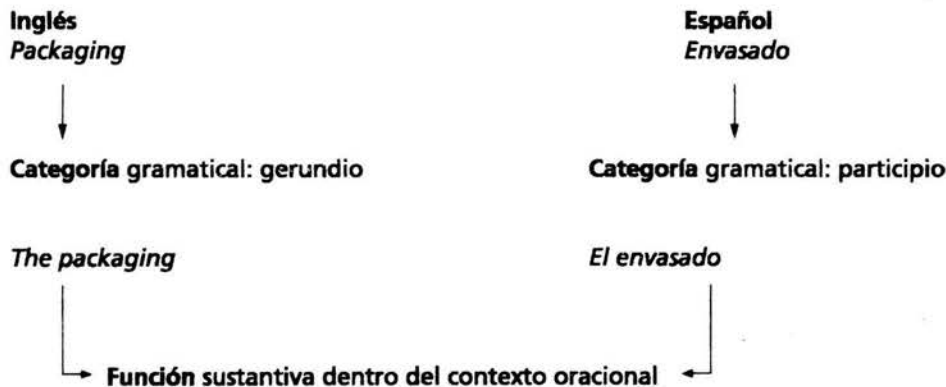 Inglés
Packaging
Español
Envasado
Categoría gramatical: gerundio
Categoría gramatical: participio
The packaging
El envasado
Función sustantiva dentro del contexto oracional